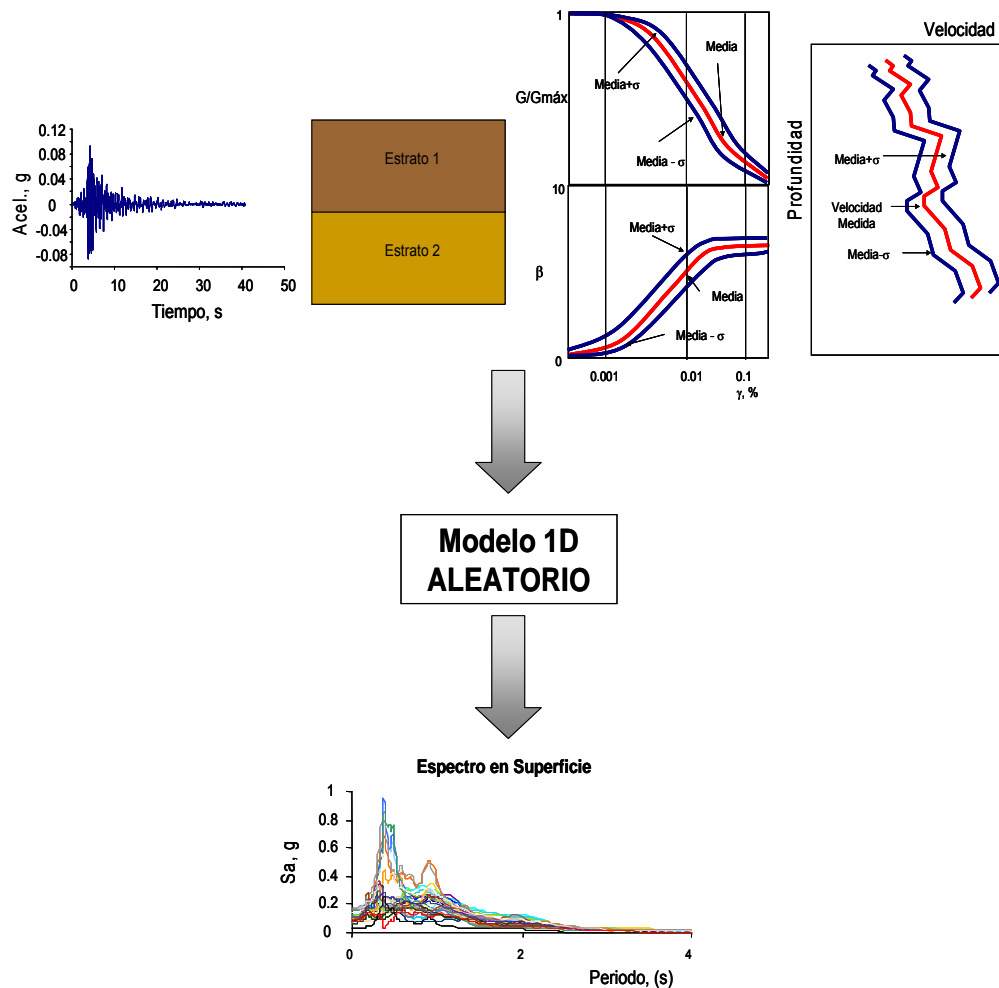 Acel., g
0.12
0.08
0.04
0
-0.04
-0.08
0
10
20
30
40
50
Tiempo, s
Estrato 1
Estrato 2
1
G/Gmáx
Media+σ
Media
Media - σ
10
β
Media+σ
Media
Media - σ
0
0.001
0.01
0.1
γ, %
Velocidad
Profundidad
Media+σ
Velocidad
Medida
Media-σ
Modelo 1D
ALEATORIO
Espectro en Superficie
Sa, g
1
0.8
0.6
0.4
0.2
0
0
2
4
Periodo, (s)